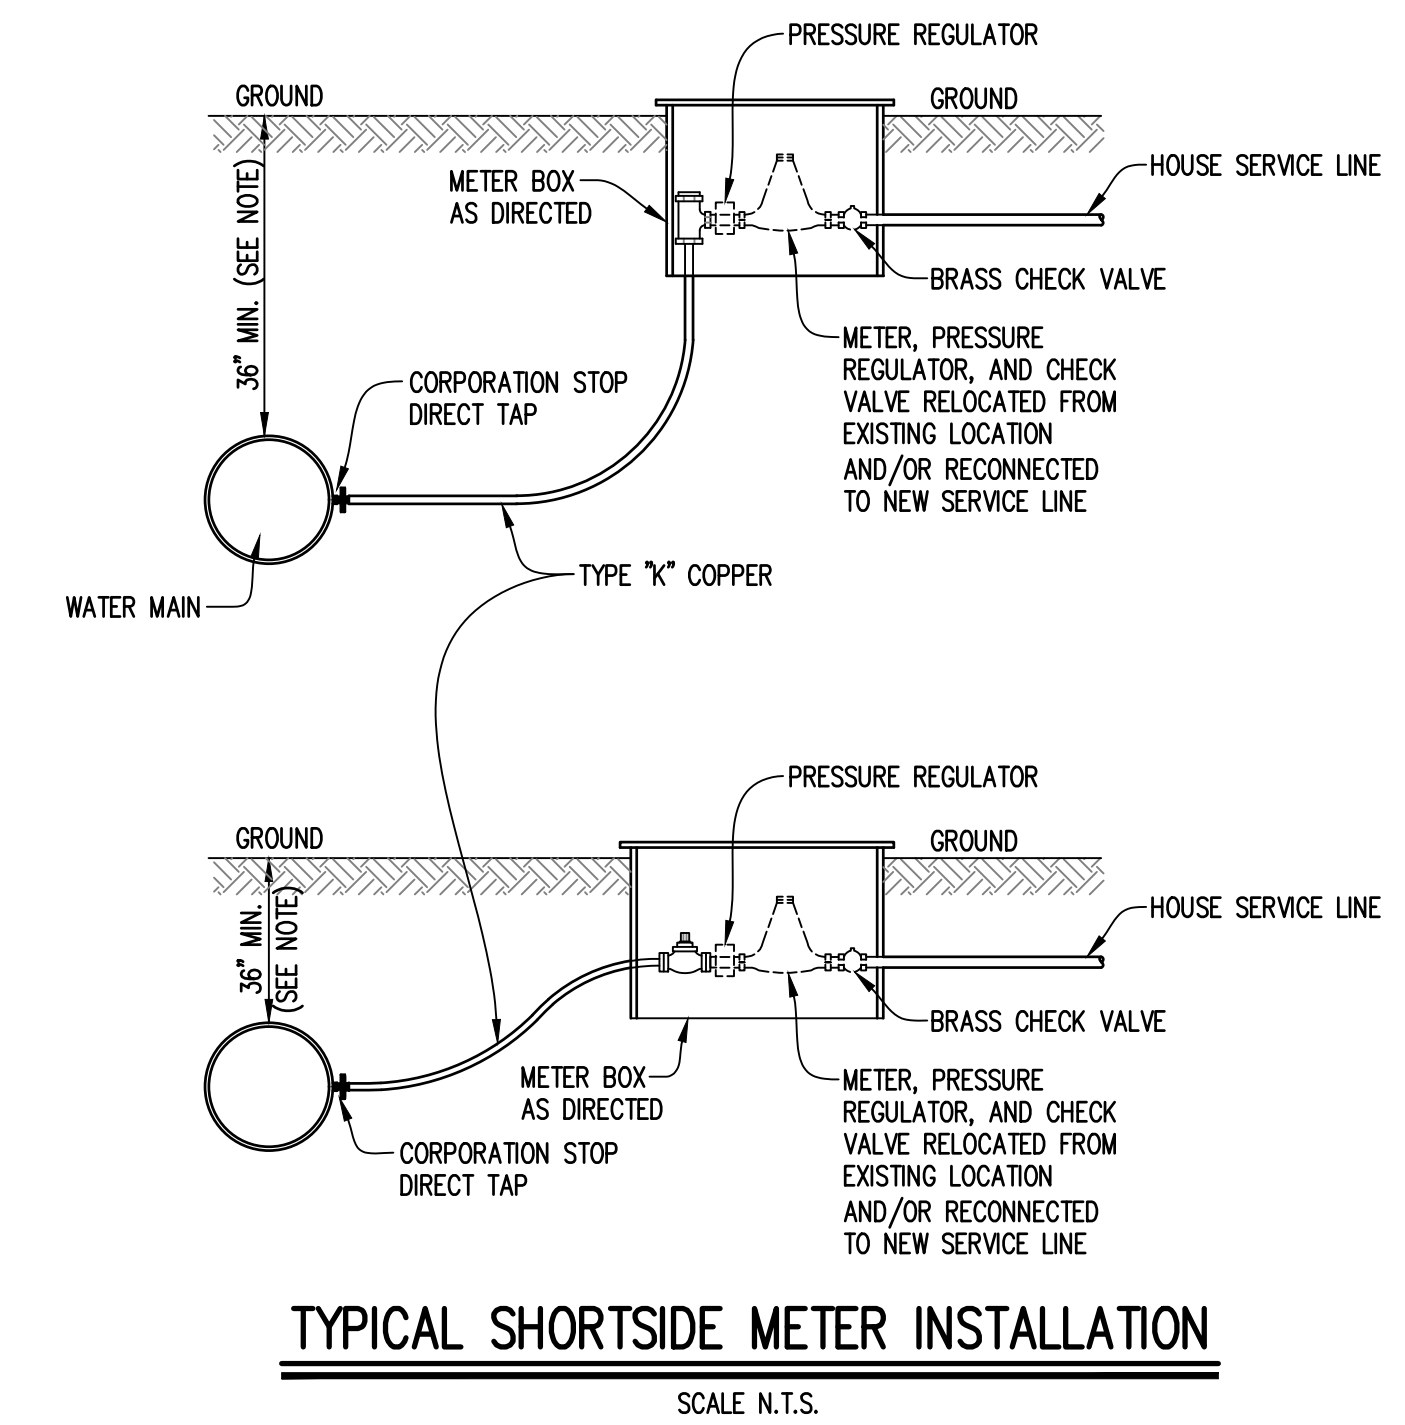 PRESSURE REGULATOR
GROUND
GROUND
HOUSE SERVICE LINE
METER BOX
AS DIRECTED
36" MIN. (SEE NOTE)
BRASS CHECK VALVE
METER, PRESSURE
REGULATOR, AND CHECK
VALVE RELOCATED FROM
EXISTING LOCATION
AND/OR RECONNECTED
TO NEW SERVICE LINE
CORPORATION STOP
DIRECT TAP
TYPE "K" COPPER
WATER MAIN
PRESSURE REGULATOR
GROUND
GROUND
HOUSE SERVICE LINE
36" MIN.
(SEE NOTE)
BRASS CHECK VALVE
METER BOX
AS DIRECTED
METER, PRESSURE
REGULATOR, AND CHECK
VALVE RELOCATED FROM
EXISTING LOCATION
AND/OR RECONNECTED
TO NEW SERVICE LINE
CORPORATION STOP
DIRECT TAP
TYPICAL SHORTSIDE METER INSTALLATION
SCALE N.T.S.